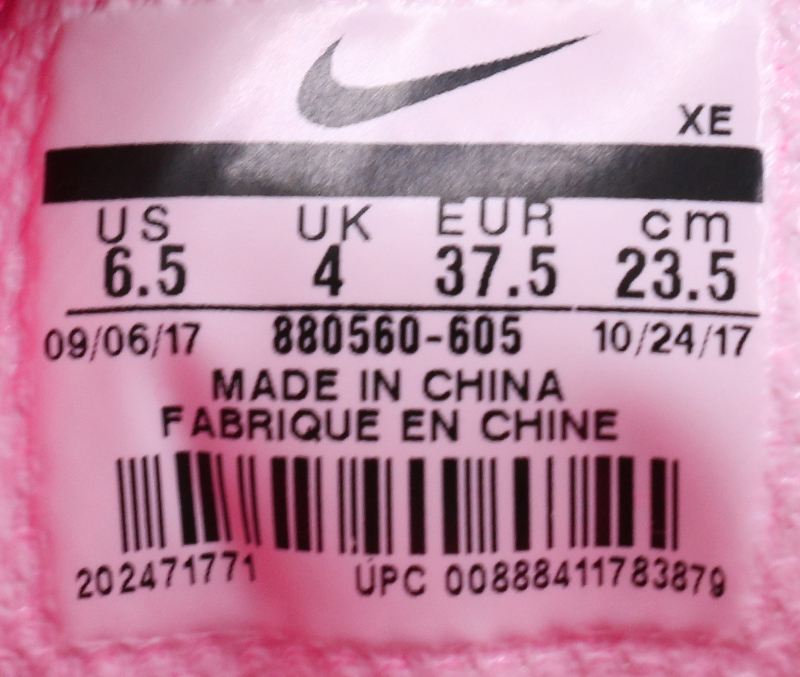 XE
US UK EUR cm
6.5 4 37.5 23.5
09/06/17 880560-605 10/24/17
MADE IN CHINA
FABRIQUE EN CHINE
202471771 UPC 00888411783879